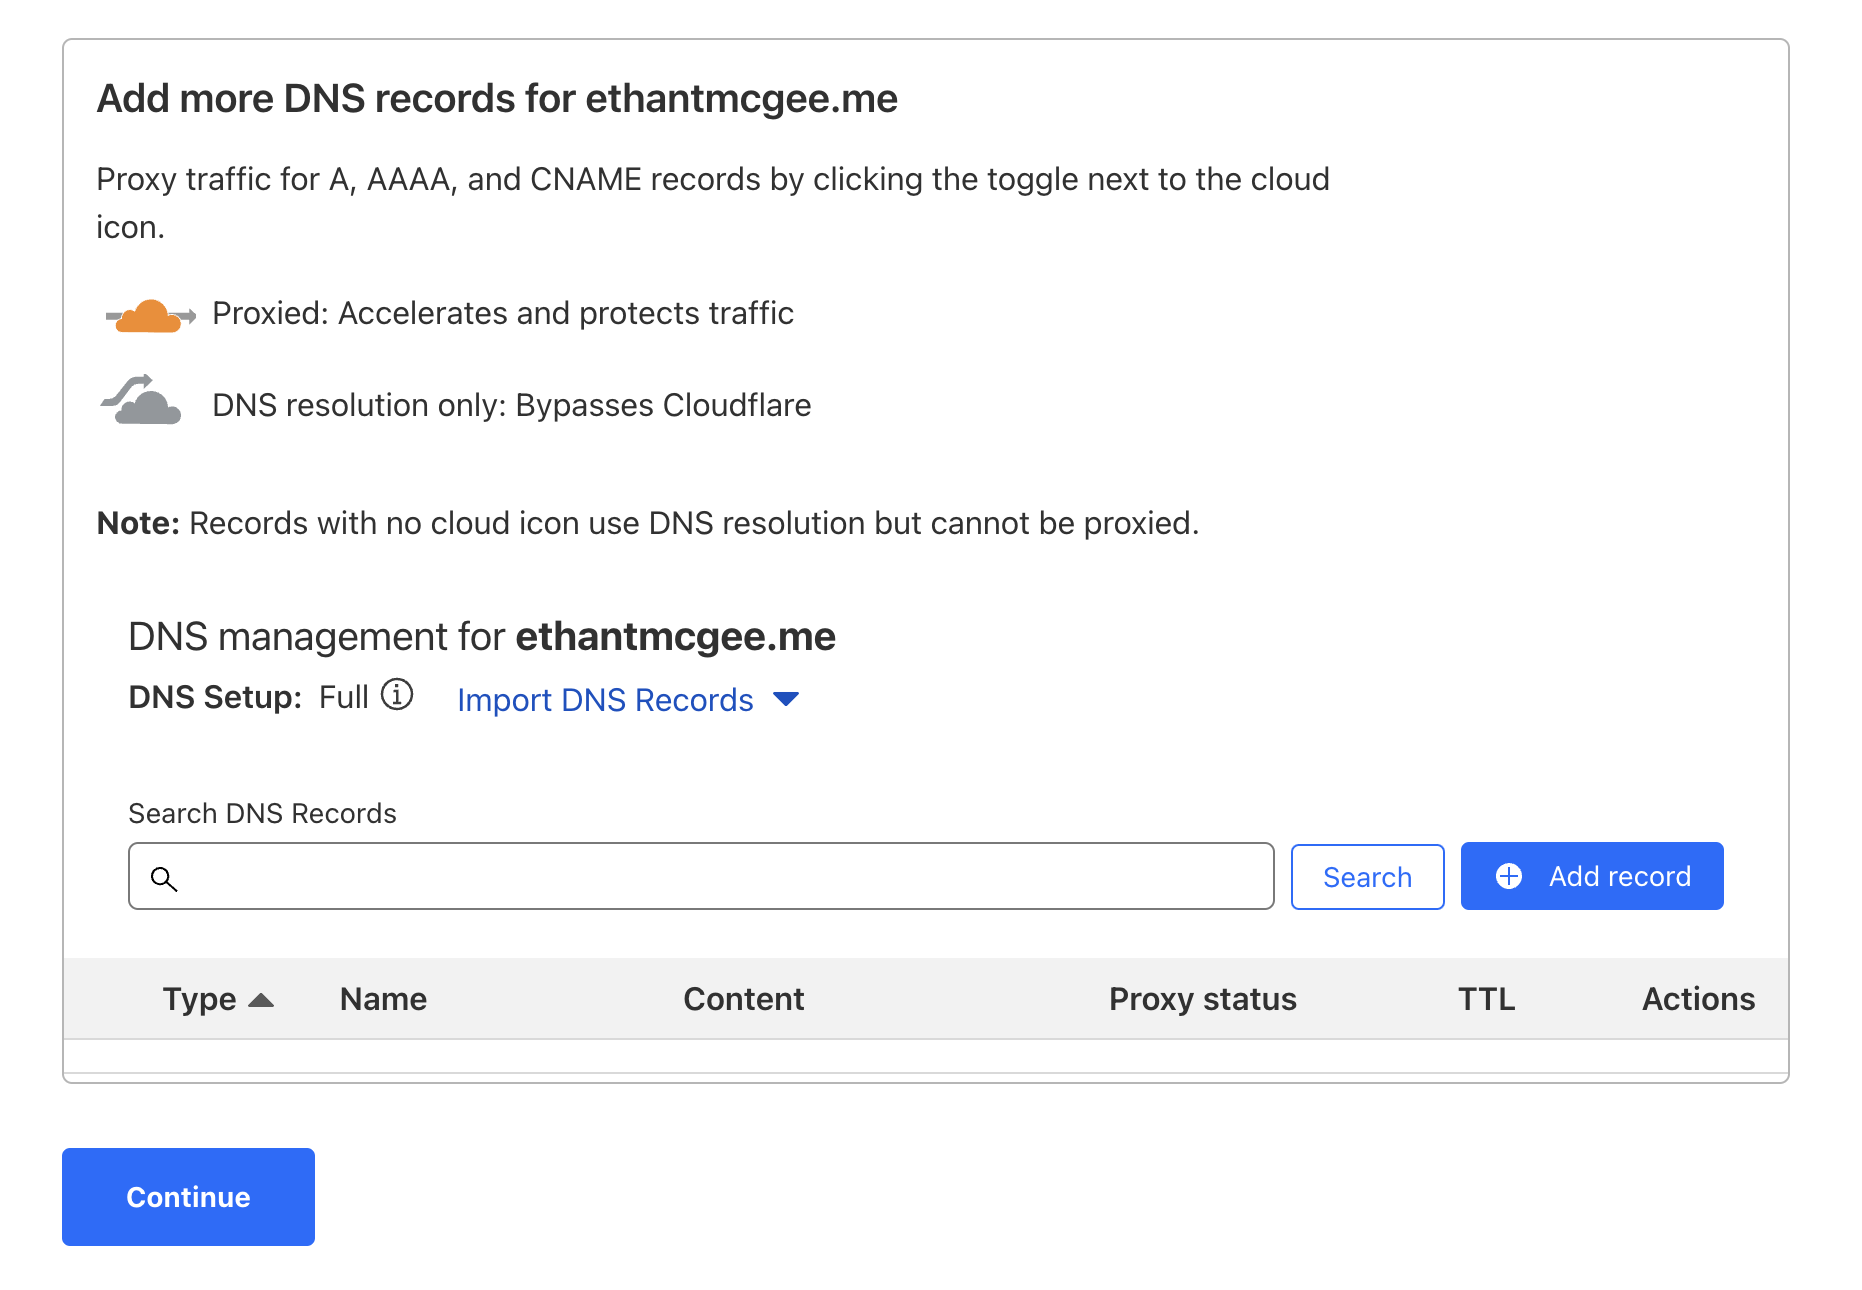 Add more DNS records for ethantmcgee.me
Proxy traffic for A, AAAA, and CNAME records by clicking the toggle next to the cloud
icon.
Proxied: Accelerates and protects traffic
DNS resolution only: Bypasses Cloudflare
Note: Records with no cloud icon use DNS resolution but cannot be proxied.
DNS management for ethantmcgee.me
DNS Setup: Full Import DNS Records
Search DNS Records
Search Add record
Type Name Content Proxy status TTL Actions
Continue